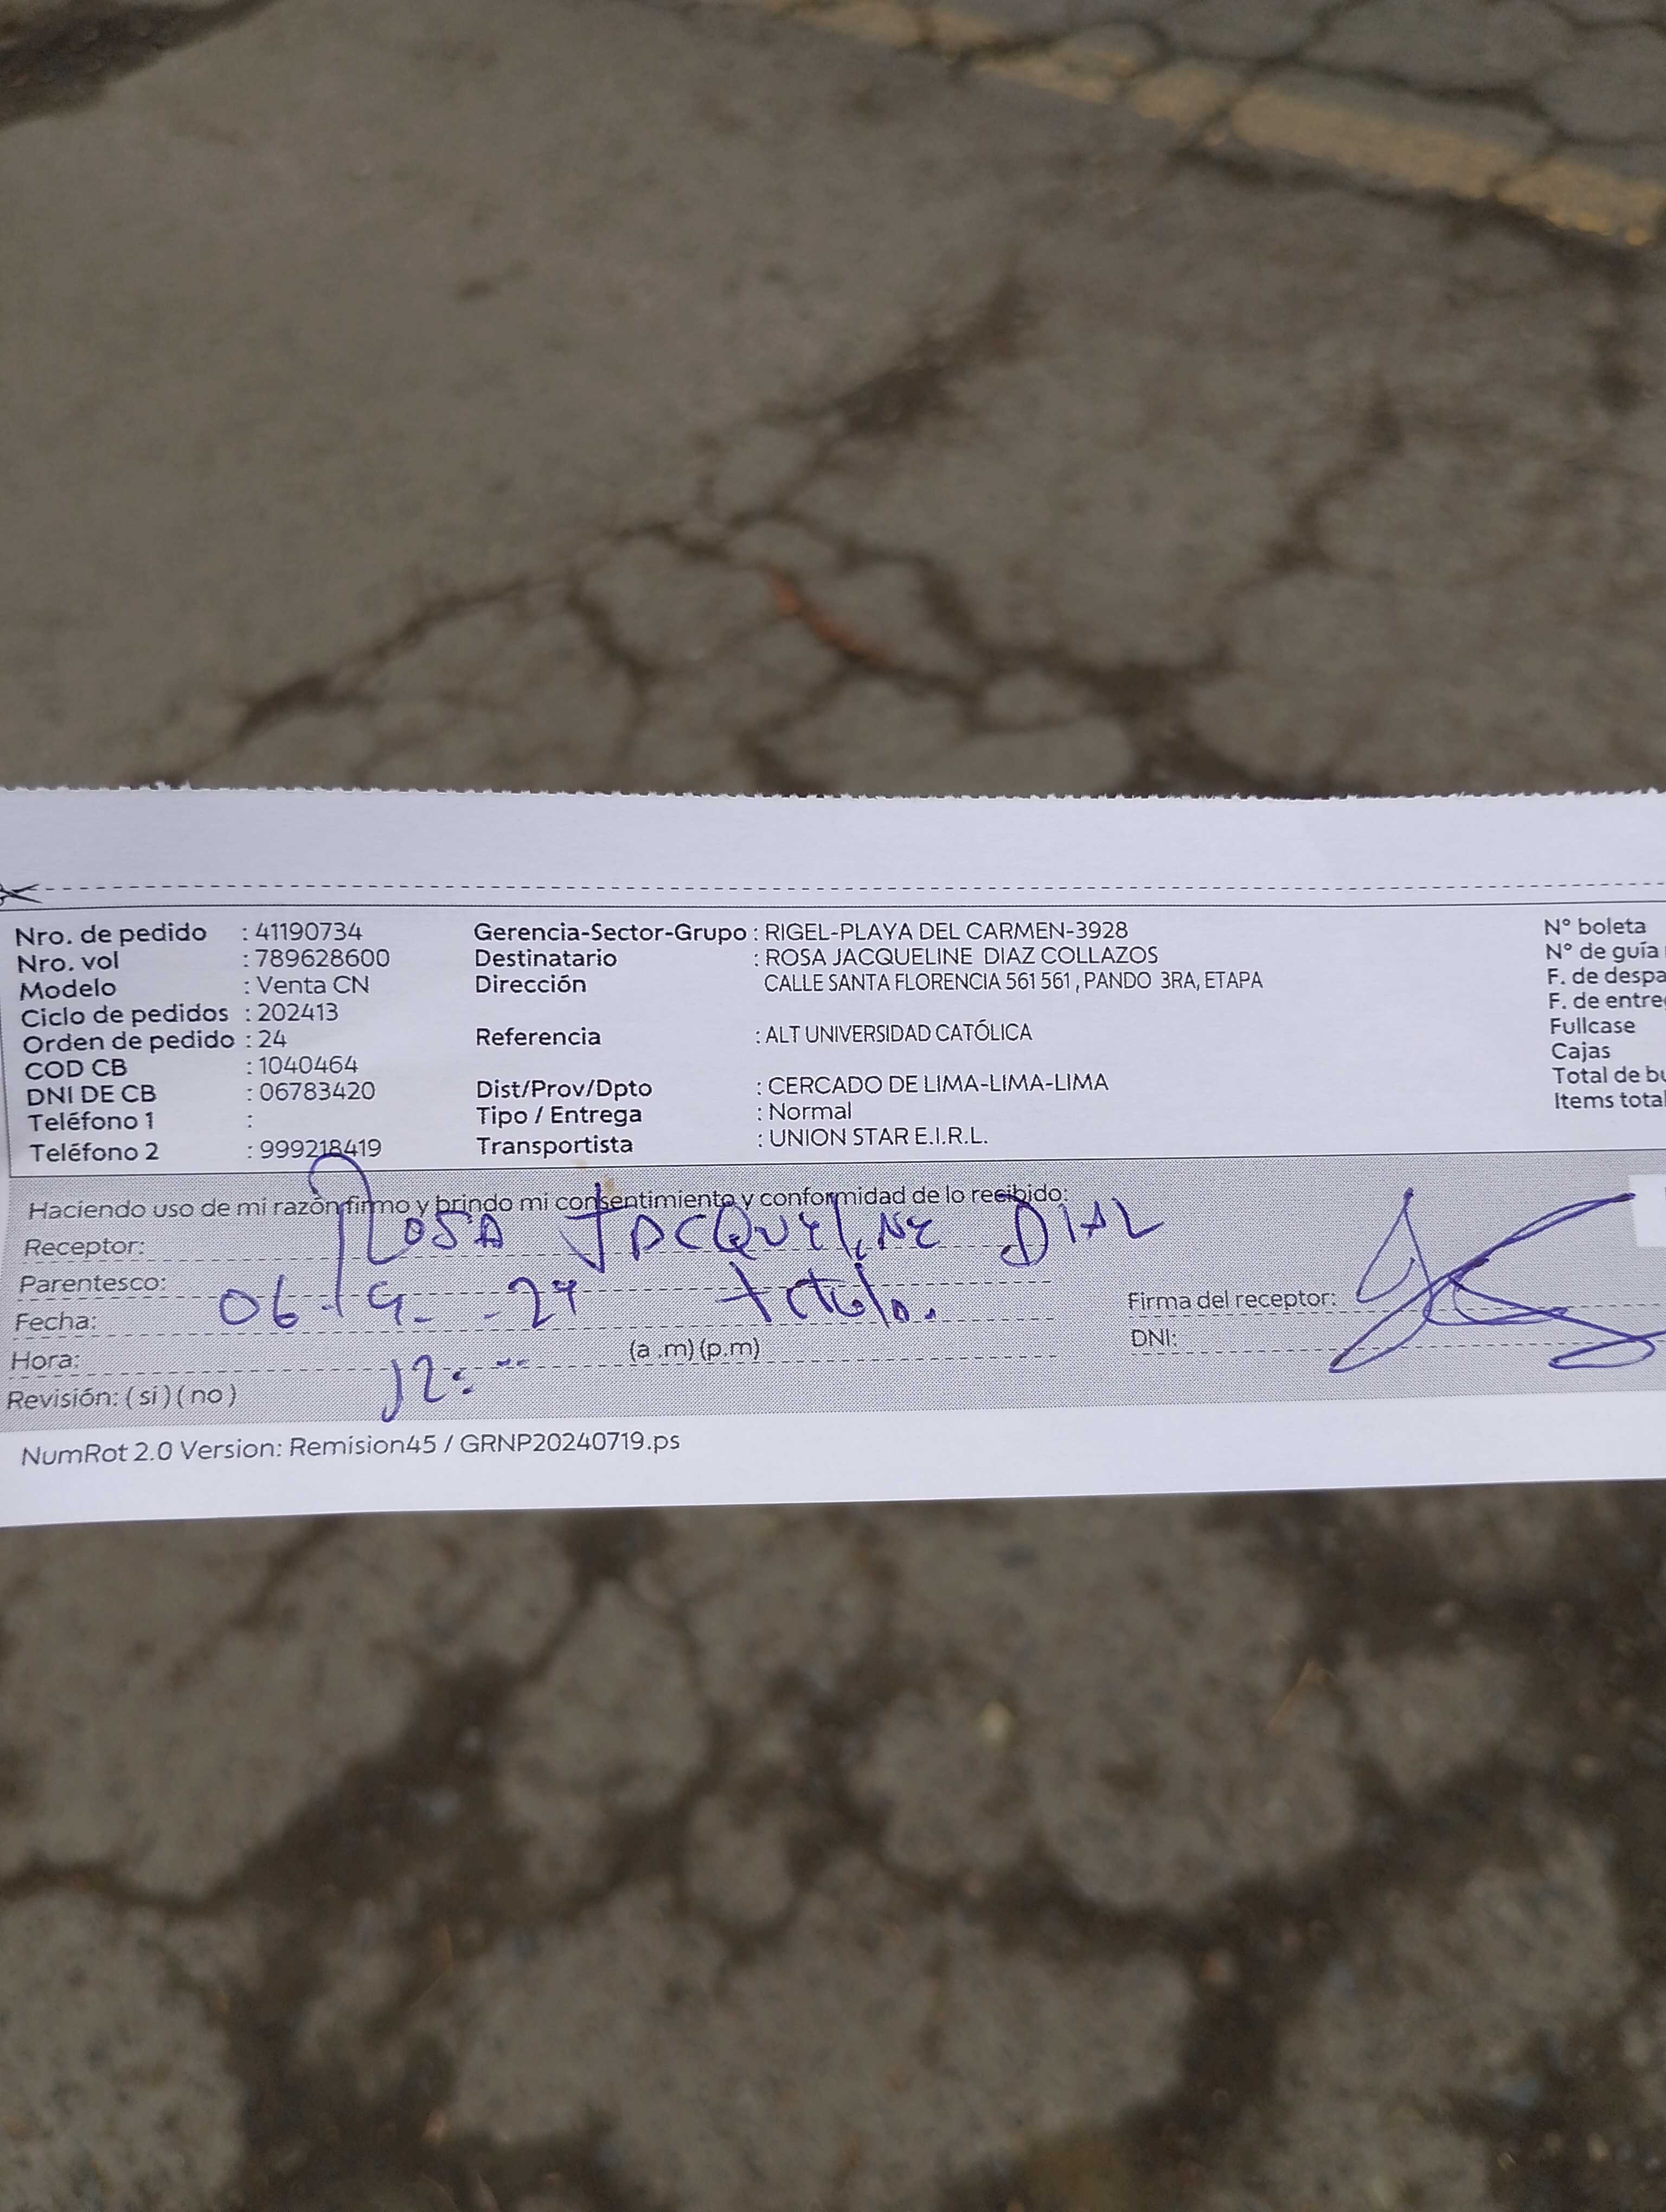 Nro. de pedido : 41190734 Gerencia-Sector-Grupo : RIGEL-PLAYA DEL CARMEN-3928 N° boleta
Nro. vol : 789628600 Destinatario : ROSA JACQUELINE DIAZ COLLAZOS N° de guía
Modelo : Venta CN Dirección CALLE SANTA FLORENCIA 561 561 , PANDO 3RA, ETAPA F. de despa
Ciclo de pedidos : 202413 F. de entre
Orden de pedido : 24 Referencia : ALT UNIVERSIDAD CATÓLICA Fullcase
COD CB : 1040464 Cajas
DNI DE CB : 06783420 Dist/Prov/Dpto : CERCADO DE LIMA-LIMA-LIMA Total de bu
Teléfono 1 : Tipo / Entrega : Normal Items total
Teléfono 2 : 999218419 Transportista : UNION STAR E.I.R.L.
Haciendo uso de mi razón firmo y brindo mi consentimiento y conformidad de lo recibido:
Receptor: ROSA JACQUELINE DIAZ
Parentesco:
Fecha: 06 - 9 - 24 titular. Firma del receptor:
Hora: 12: (a .m) (p.m) DNI:
Revisión: ( si ) ( no )
NumRot 2.0 Version: Remision45 / GRNP20240719.ps